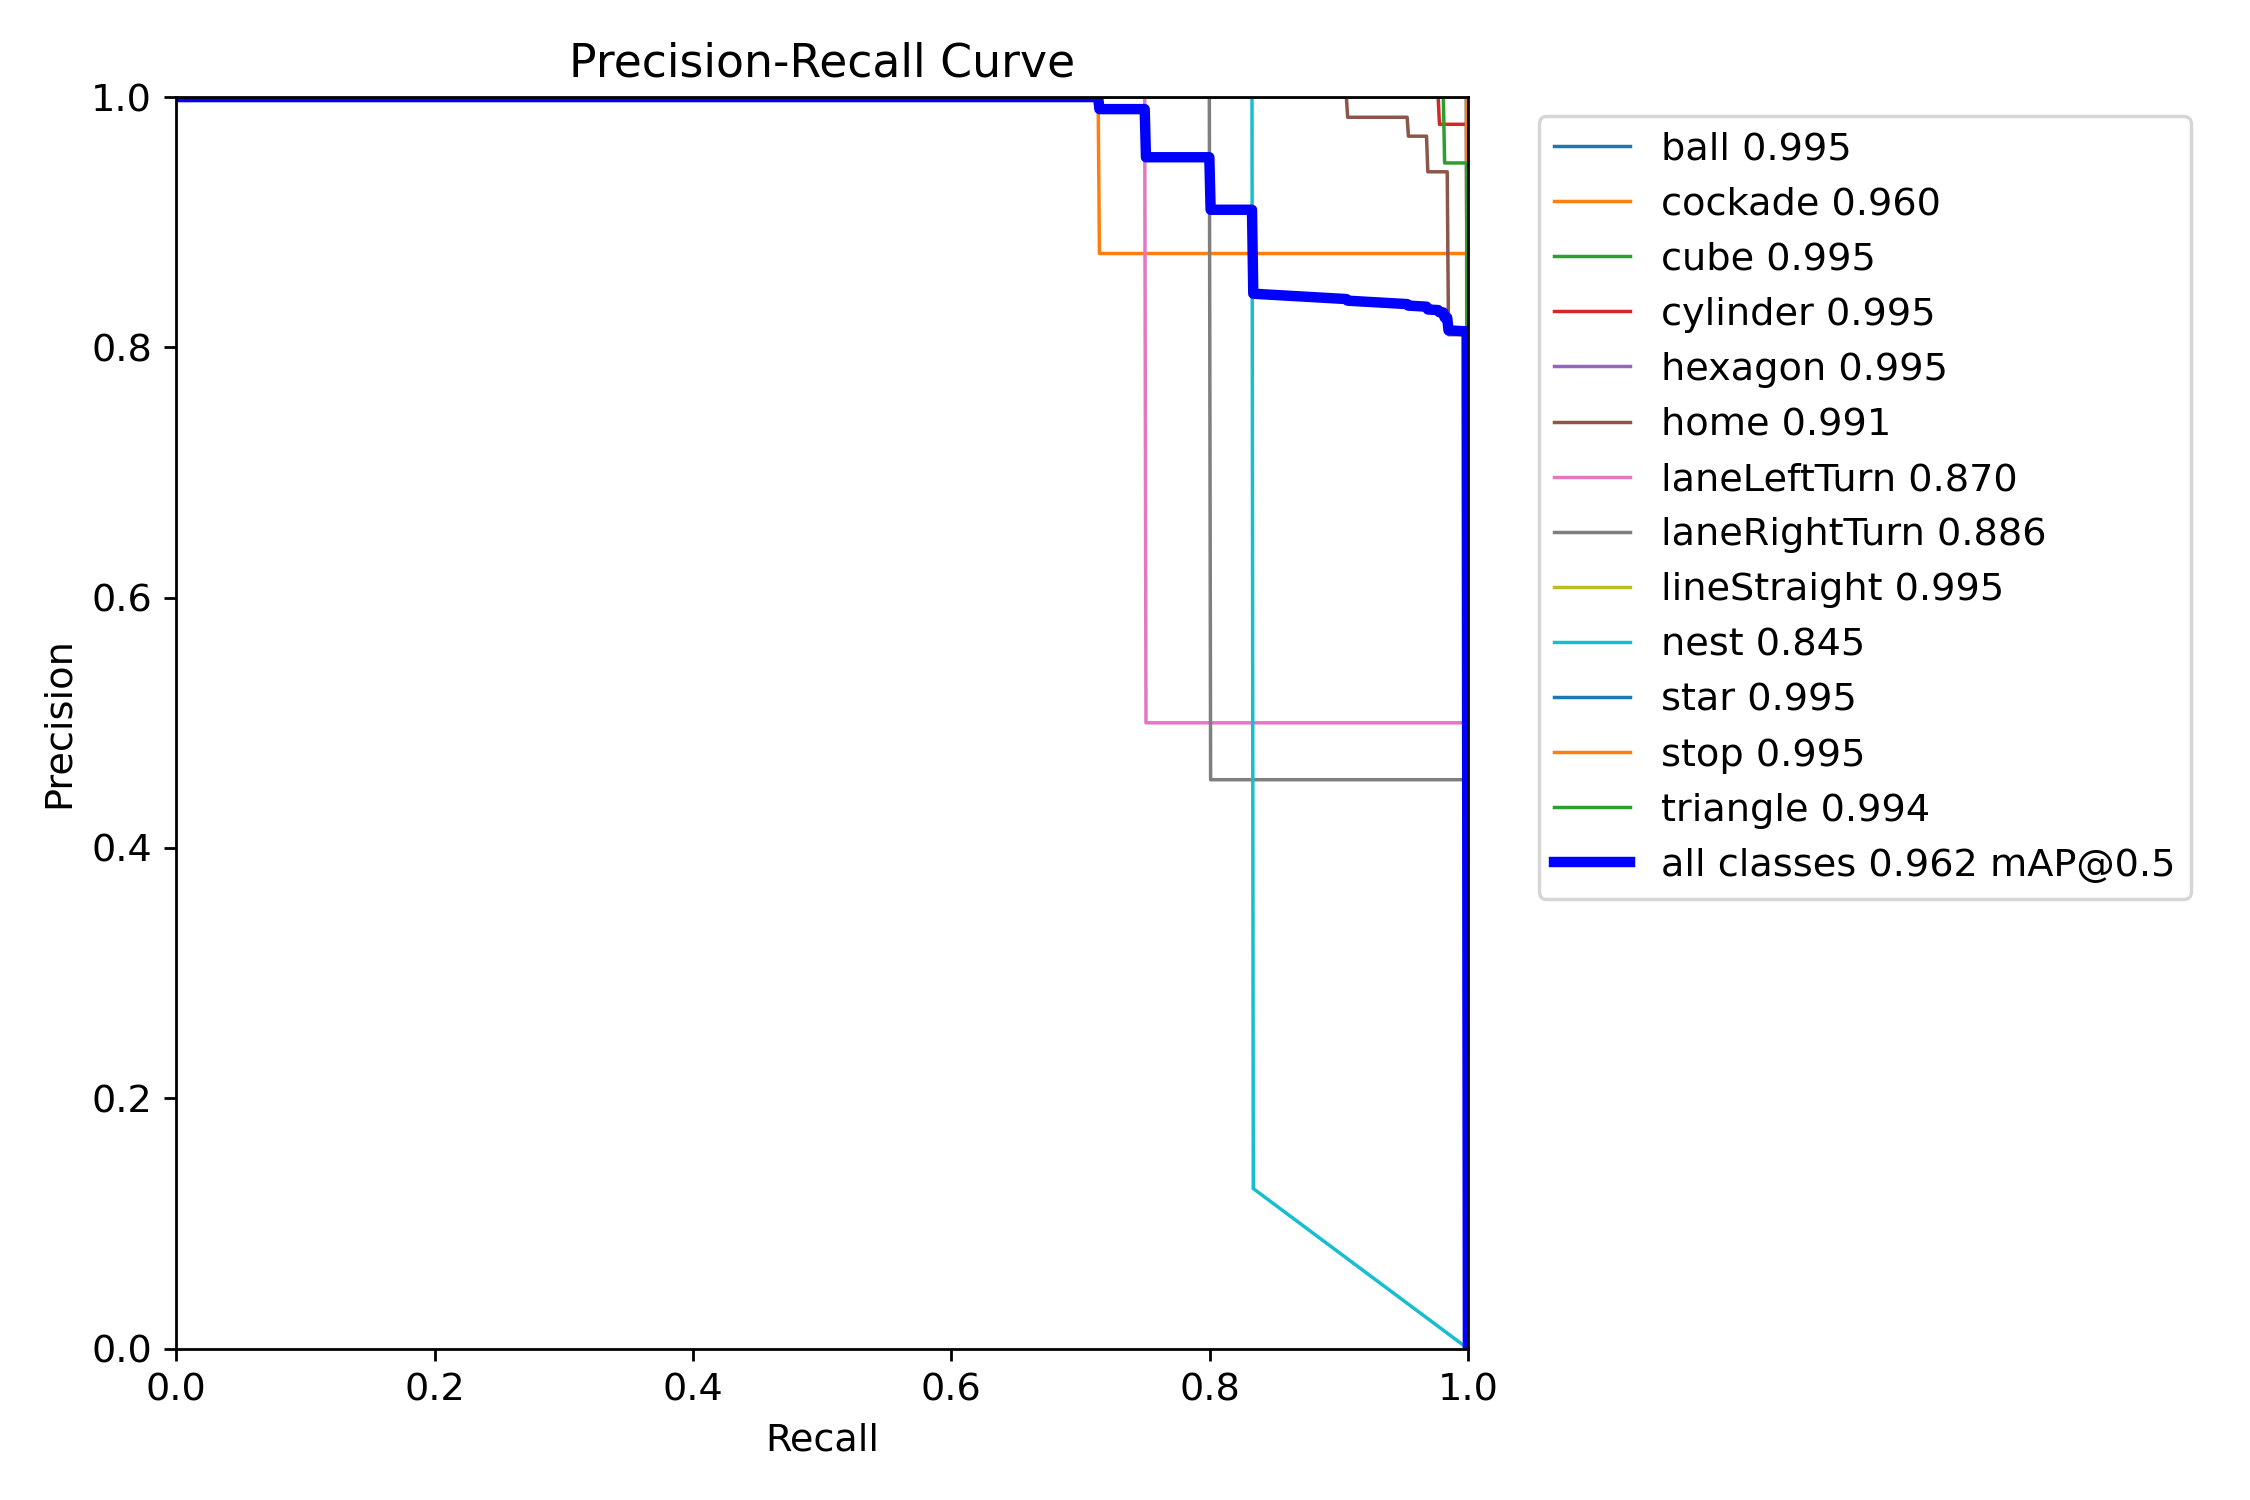 Precision-Recall Curve
1.0
0.8
0.6
0.4
0.2
0.0
Precision
0.0 0.2 0.4 0.6 0.8 1.0
Recall
ball 0.995
cockade 0.960
cube 0.995
cylinder 0.995
hexagon 0.995
home 0.991
laneLeftTurn 0.870
laneRightTurn 0.886
lineStraight 0.995
nest 0.845
star 0.995
stop 0.995
triangle 0.994
all classes 0.962 mAP@0.5